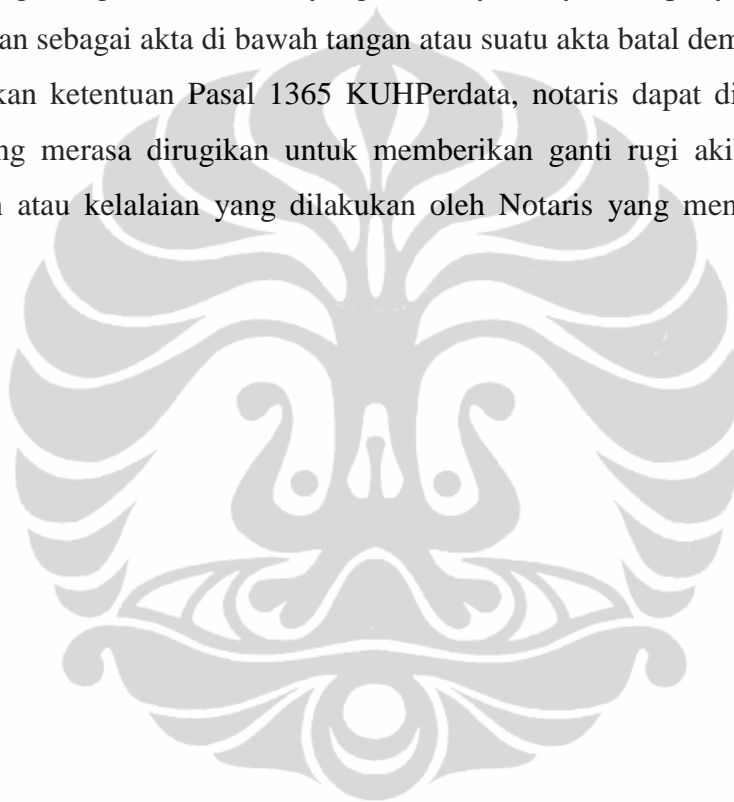 an sebagai akta di bawah tangan atau suatu akta batal dem
kan ketentuan Pasal 1365 KUHPerdata, notaris dapat di
ng merasa dirugikan untuk memberikan ganti rugi aki
atau kelalaian yang dilakukan oleh Notaris yang men